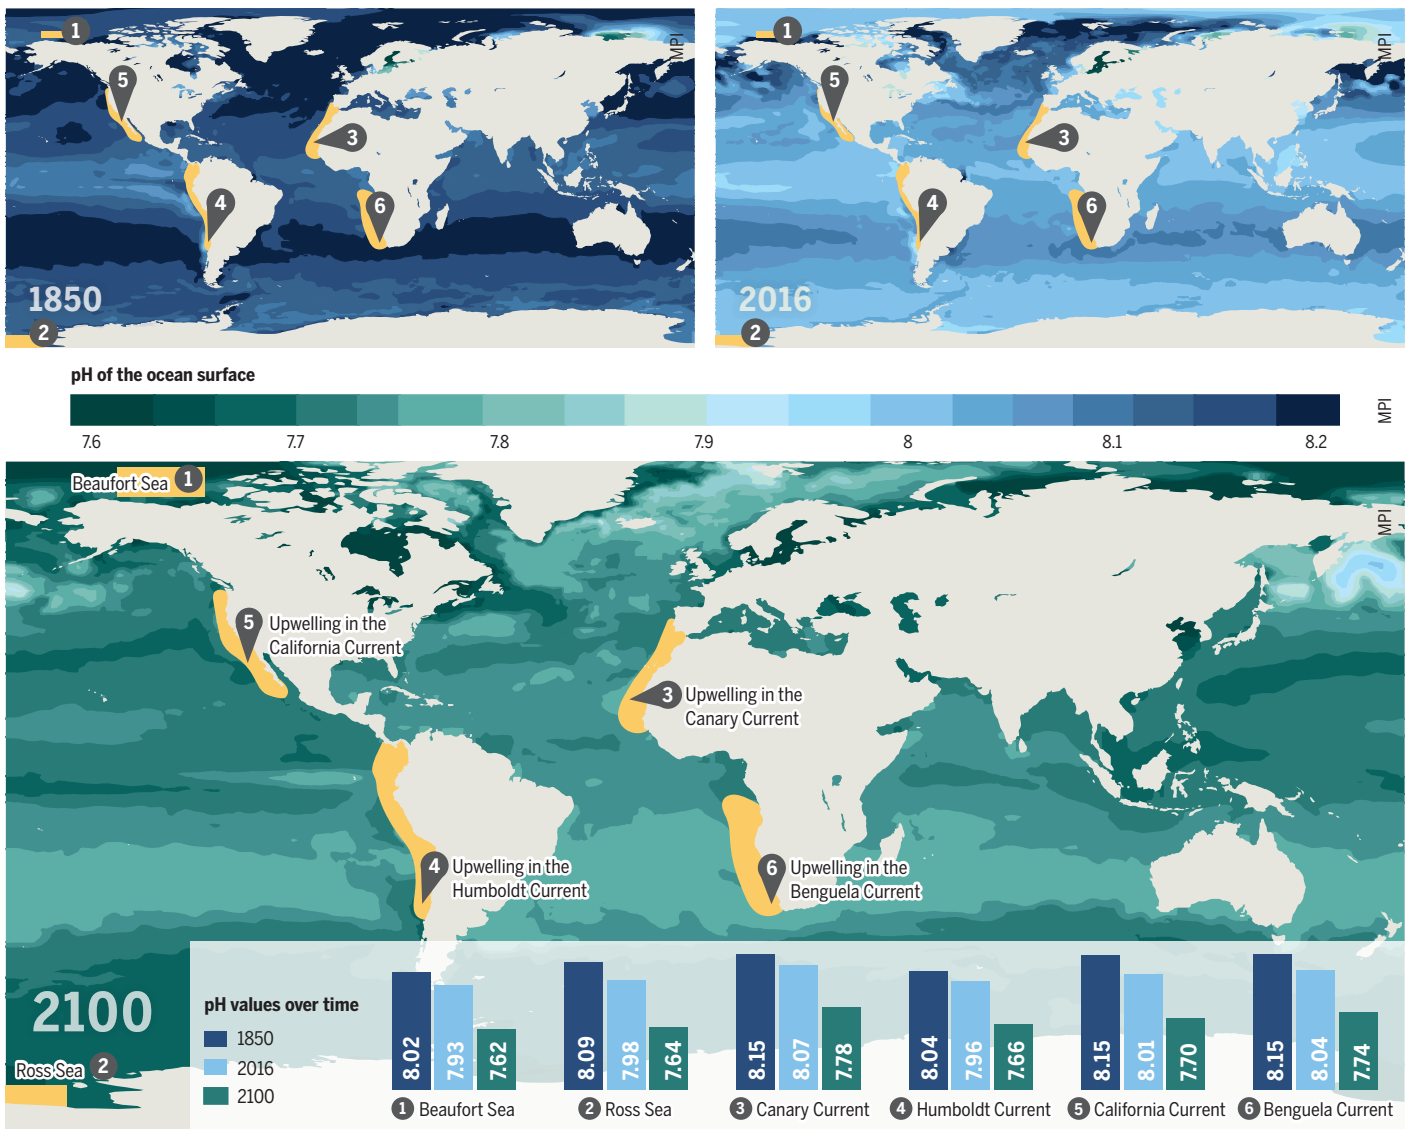 1
5
3
4
6
1850
2
MPI
1
5
3
4
6
2016
2
MPI
pH of the ocean surface
7.6 7.7 7.8 7.9 8 8.1 8.2
MPI
Beaufort Sea 1
MPI
5 Upwelling in the
California Current
3 Upwelling in the
Canary Current
4 Upwelling in the
Humboldt Current
6 Upwelling in the
Benguela Current
2100
Ross Sea 2
pH values over time
1850
2016
2100
8.02 7.93 7.62
8.09 7.98 7.64
8.15 8.07 7.78
8.04 7.96 7.66
8.15 8.01 7.70
8.15 8.04 7.74
1 Beaufort Sea
2 Ross Sea
3 Canary Current
4 Humboldt Current
5 California Current
6 Benguela Current